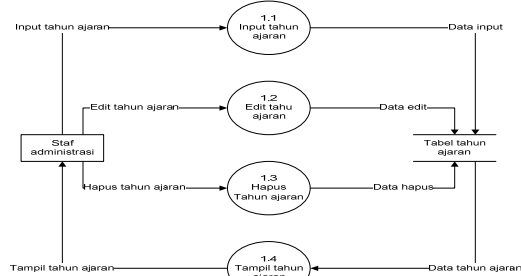 1.1
Input tahun ajaran
Input tahun
ajaran
Data input
1.2
Edit tahun ajaran
Edit tahu
ajaran
Data edit
Staf
administrasi
Tabel tahun
ajaran
1.3
Hapus tahun ajaran
Hapus
Tahun ajaran
Data hapus
1.4
Tampil tahun ajaran
Tampil tahun
ajaran
Data tahun ajaran